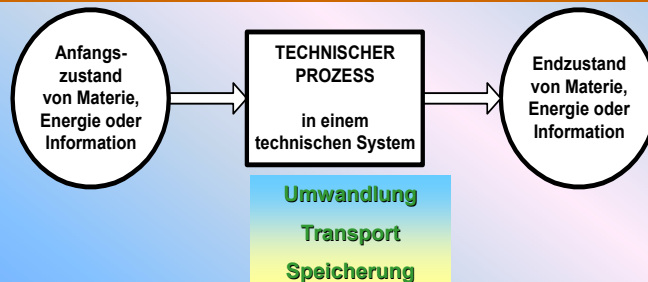 Anfangs-
zustand
von Materie,
Energie oder
Information
TECHNISCHER
PROZESS
in einem
technischen System
Endzustand
von Materie,
Energie oder
Information
Umwandlung
Transport
Speicherung